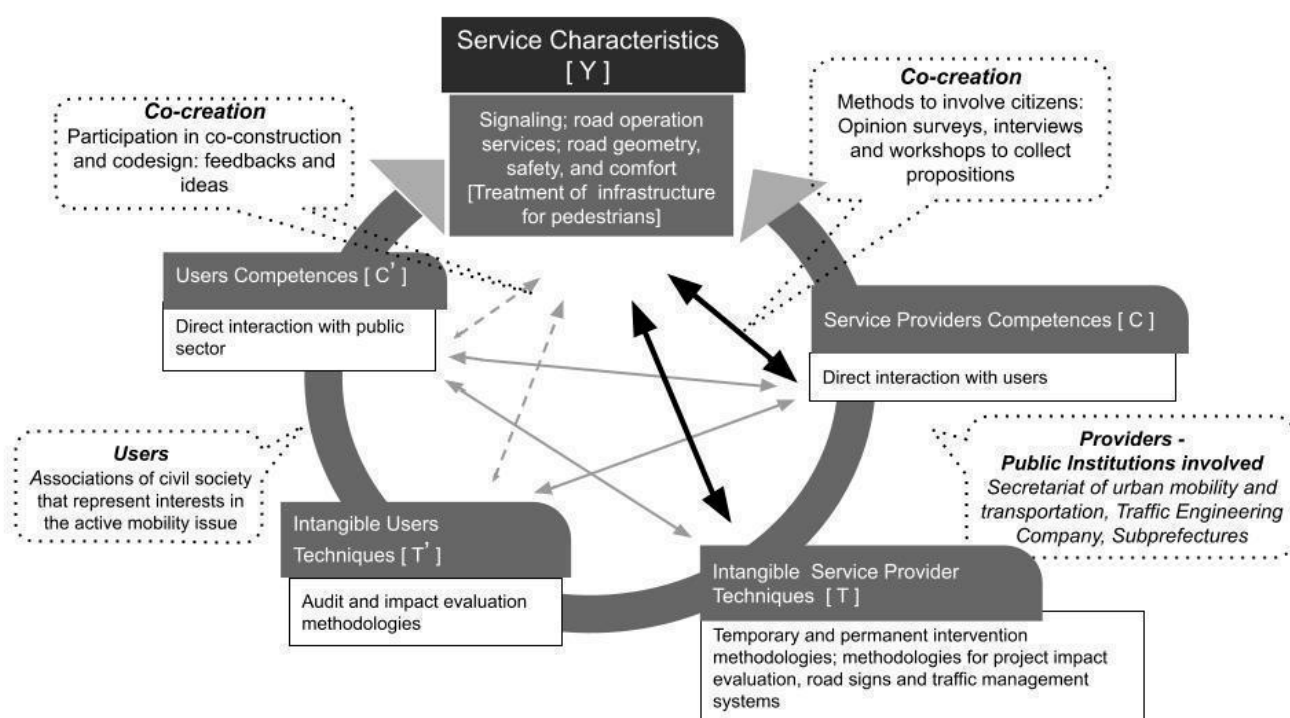 Service Characteristics
[ Y ]
Signaling; road operation
services; road geometry,
safety, and comfort
[Treatment of infrastructure
for pedestrians]
Co-creation
Participation in co-construction
and codesign: feedbacks and
ideas
Co-creation
Methods to involve citizens:
Opinion surveys, interviews
and workshops to collect
propositions
Users Competences [ C' ]
Direct interaction with public
sector
Service Providers Competences [ C ]
Direct interaction with users
Users
Associations of civil society
that represent interests in
the active mobility issue
Providers -
Public Institutions involved
Secretariat of urban mobility and
transportation, Traffic Engineering
Company, Subprefectures
Intangible Users
Techniques [ T' ]
Audit and impact evaluation
methodologies
Intangible Service Provider
Techniques [ T ]
Temporary and permanent intervention
methodologies; methodologies for project impact
evaluation, road signs and traffic management
systems